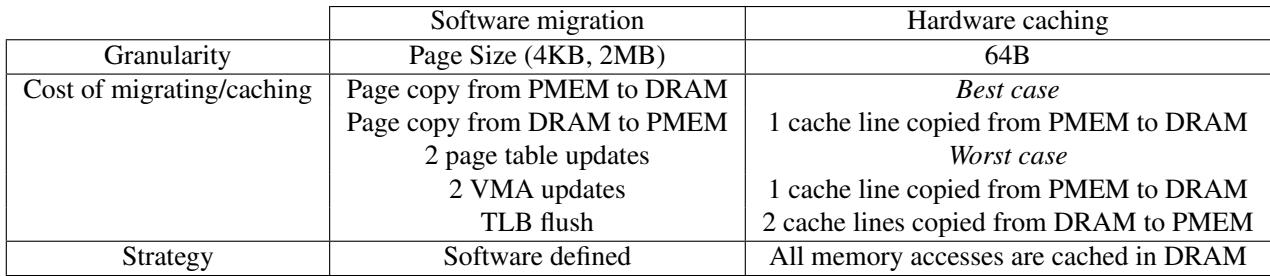 Software migration Hardware caching
Granularity Page Size (4KB, 2MB) 64B
Cost of migrating/caching Page copy from PMEM to DRAM Best case
Page copy from DRAM to PMEM 1 cache line copied from PMEM to DRAM
2 page table updates Worst case
2 VMA updates 1 cache line copied from PMEM to DRAM
TLB flush 2 cache lines copied from DRAM to PMEM
Strategy Software defined All memory accesses are cached in DRAM